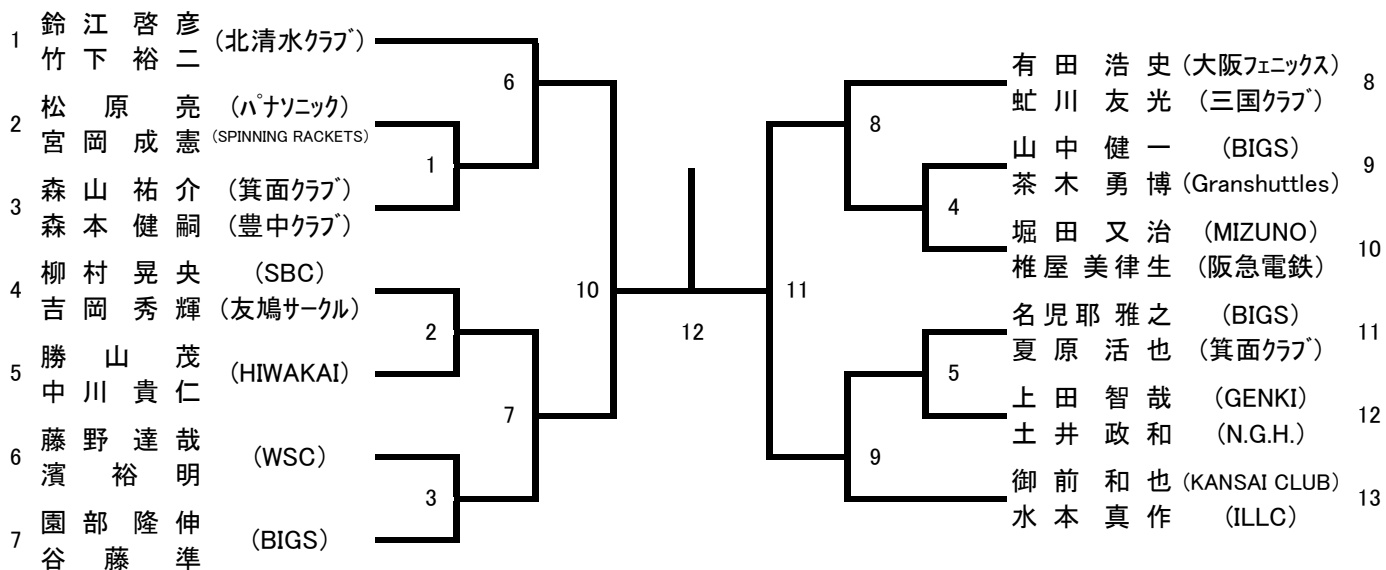 1 鈴江啓彦 (北清水ｸﾗﾌﾞ)
竹下裕二
2 松原亮 (ﾊﾟﾅｿﾆｯｸ)
宮岡成憲 (SPINNING RACKETS)
3 森山祐介 (箕面ｸﾗﾌﾞ)
森本健嗣 (豊中ｸﾗﾌﾞ)
4 柳村晃央 (SBC)
吉岡秀輝 (友鳩ｻｰｸﾙ)
5 勝山茂 (HIWAKAI)
中川貴仁
6 藤野達哉 (WSC)
濱裕明
7 園部隆伸 (BIGS)
谷藤準
6
1
2
7
3
10
12
11
8
4
5
9
有田浩史 (大阪ﾌｪﾆｯｸｽ) 8
虻川友光 (三国ｸﾗﾌﾞ)
山中健一 (BIGS) 9
茶木勇博 (Granshuttles)
堀田又治 (MIZUNO) 10
椎屋美律生 (阪急電鉄)
名児耶雅之 (BIGS) 11
夏原活也 (箕面ｸﾗﾌﾞ)
上田智哉 (GENKI) 12
土井政和 (N.G.H.)
御前和也 (KANSAI CLUB) 13
水本真作 (ILLC)